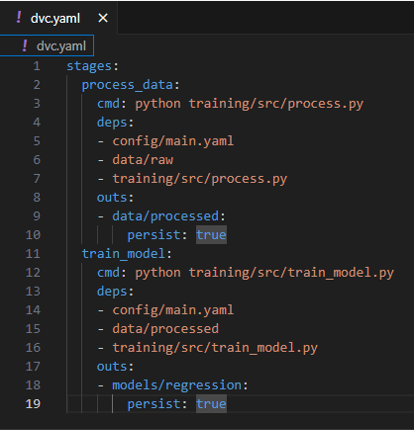 ! dvc.yaml ×
! dvc.yaml
1 stages:
2   process_data:
3     cmd: python training/src/process.py
4     deps:
5     - config/main.yaml
6     - data/raw
7     - training/src/process.py
8     outs:
9     - data/processed:
10         persist: true
11   train_model:
12     cmd: python training/src/train_model.py
13     deps:
14     - config/main.yaml
15     - data/processed
16     - training/src/train_model.py
17     outs:
18     - models/regression:
19         persist: true